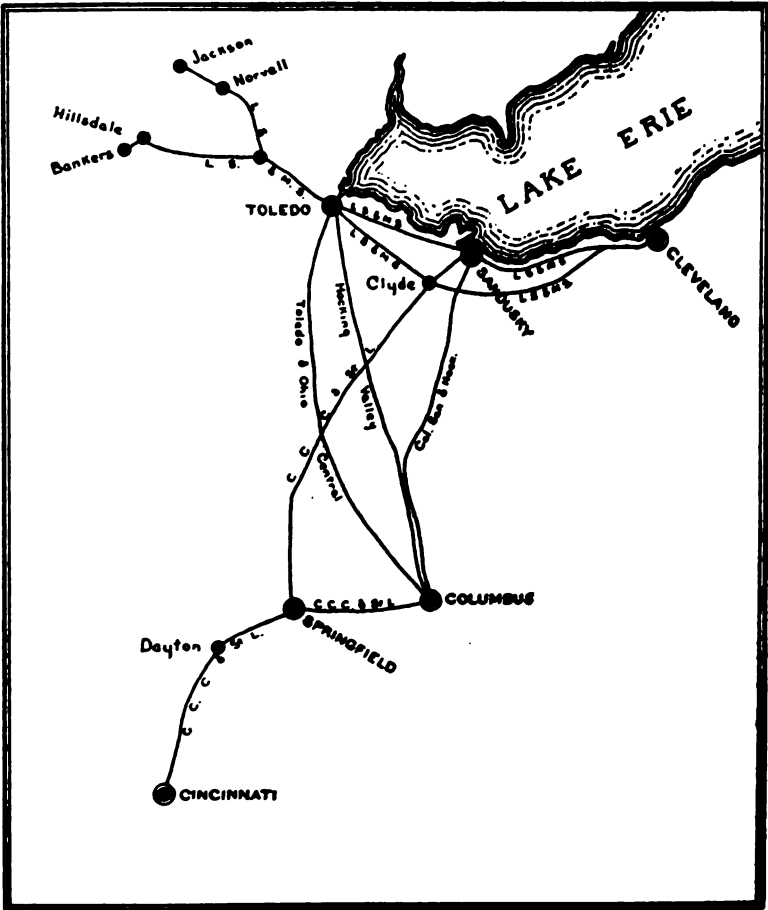 Jackson
Norvell
L S
Hillsdale
Bankers
L S.
& M. S.
LAKE ERIE
TOLEDO
L S & M S
L S & M S
Clyde
SANDUSKY
L S & M S
L S & M S
CLEVELAND
Toledo & Ohio Central
Hocking Valley
Col. San & Hock.
C C C & St L
C C C & St L
COLUMBUS
SPRINGFIELD
Dayton
C C. C & St L.
CINCINNATI